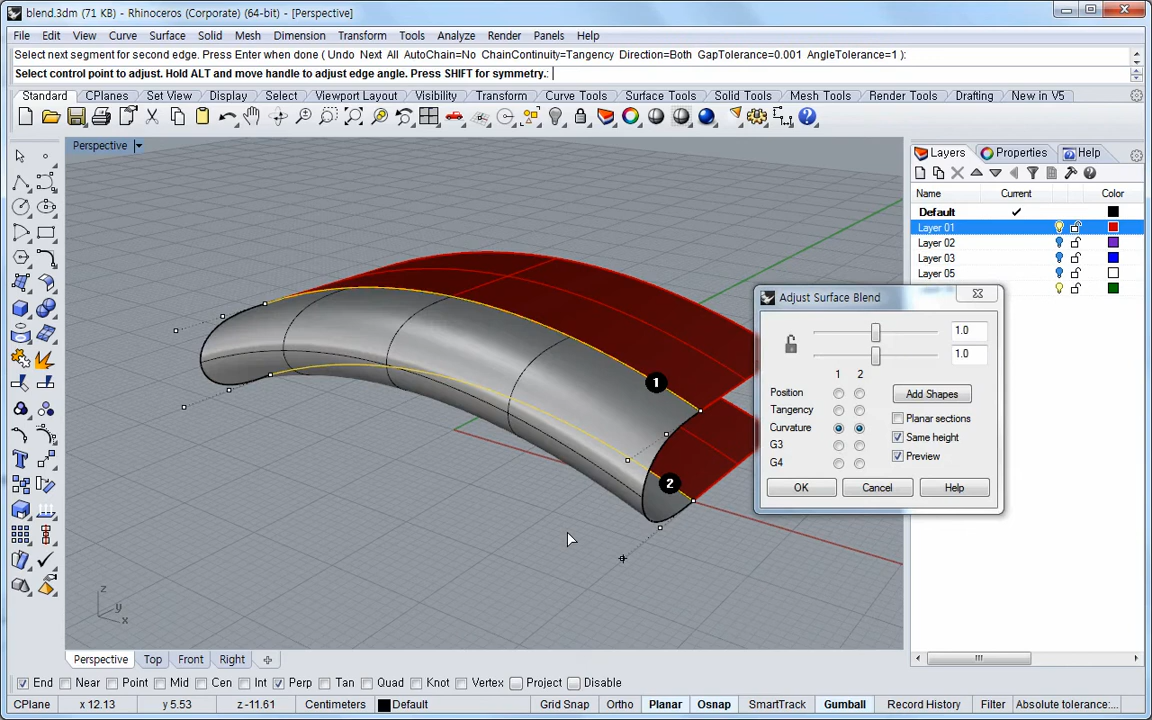 blend.3dm (71 KB) - Rhinoceros (Corporate) (64-bit) - [Perspective]
File Edit View Curve Surface Solid Mesh Dimension Transform Tools Analyze Render Panels Help
Select next segment for second edge. Press Enter when done ( Undo Next All AutoChain=No ChainContinuity=Tangency Direction=Both GapTolerance=0.001 AngleTolerance=1 ):
Select control point to adjust. Hold ALT and move handle to adjust edge angle. Press SHIFT for symmetry.:
Standard CPlanes Set View Display Select Viewport Layout Visibility Transform Curve Tools Surface Tools Solid Tools Mesh Tools Render Tools Drafting New in V5
Perspective
Layers Properties Help
Name Current Color
Default
Layer 01
Layer 02
Layer 03
Layer 05
Adjust Surface Blend
1.0
1.0
1 2
Position
Tangency
Curvature
G3
G4
Add Shapes
Planar sections
Same height
Preview
OK Cancel Help
1
2
z
y
x
Perspective Top Front Right
End Near Point Mid Cen Int Perp Tan Quad Knot Vertex Project Disable
CPlane x 12.13 y 5.53 z -11.61 Centimeters Default Grid Snap Ortho Planar Osnap SmartTrack Gumball Record History Filter Absolute tolerance:...